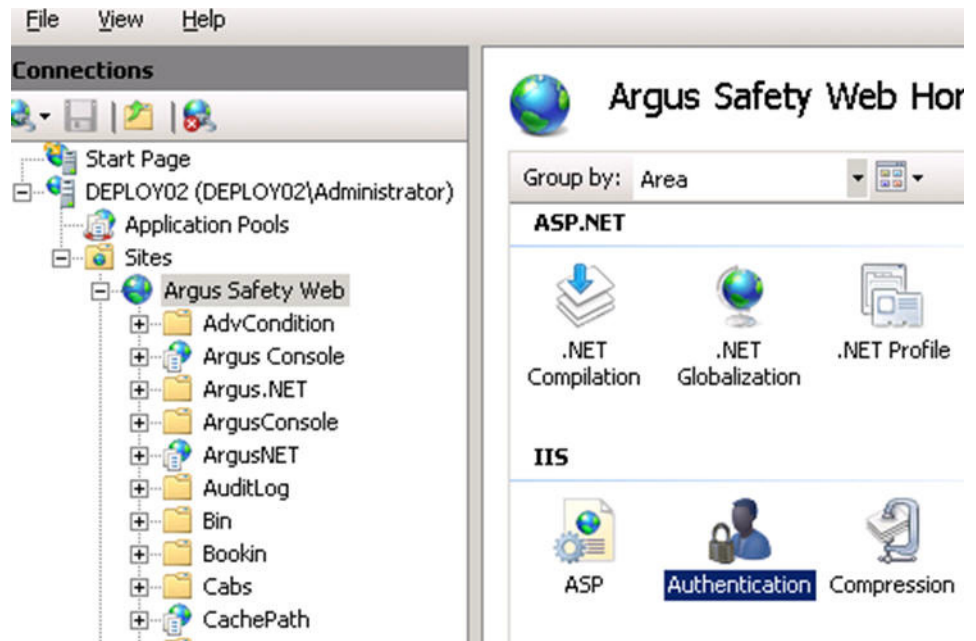 File View Help
Connections
Start Page
DEPLOY02 (DEPLOY02\Administrator)
Application Pools
Sites
Argus Safety Web
AdvCondition
Argus Console
Argus.NET
ArgusConsole
ArgusNET
AuditLog
Bin
Bookin
Cabs
CachePath
Argus Safety Web Hor
Group by: Area
ASP.NET
.NET Compilation
.NET Globalization
.NET Profile
IIS
ASP
Authentication
Compression